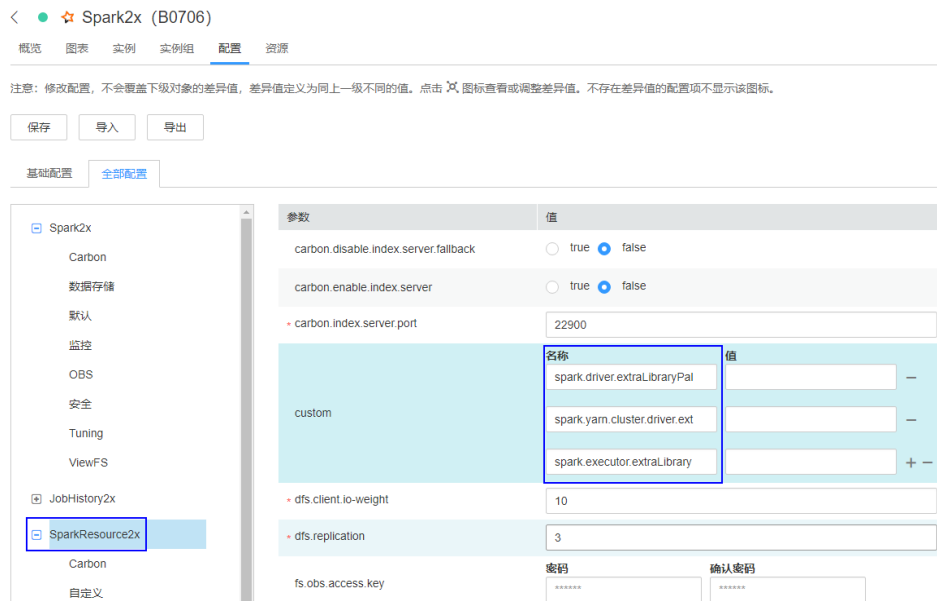 Spark2x（B0706）
概览 图表 实例 实例组 配置 资源
注意：修改配置，不会覆盖下级对象的差异值，差异值定义为同上一级不同的值。点击 图标查看或调整差异值。不存在差异值的配置项不显示该图标。
保存 导入 导出
基础配置 全部配置
Spark2x
Carbon
数据存储
默认
监控
OBS
安全
Tuning
ViewFS
JobHistory2x
SparkResource2x
Carbon
自定义
参数 值
carbon.disable.index.server.fallback true false
carbon.enable.index.server true false
* carbon.index.server.port 22900
custom
名称 值
spark.driver.extraLibraryPal
spark.yarn.cluster.driver.ext
spark.executor.extraLibrary
* dfs.client.io-weight 10
* dfs.replication 3
fs.obs.access.key
密码 确认密码
****** ******